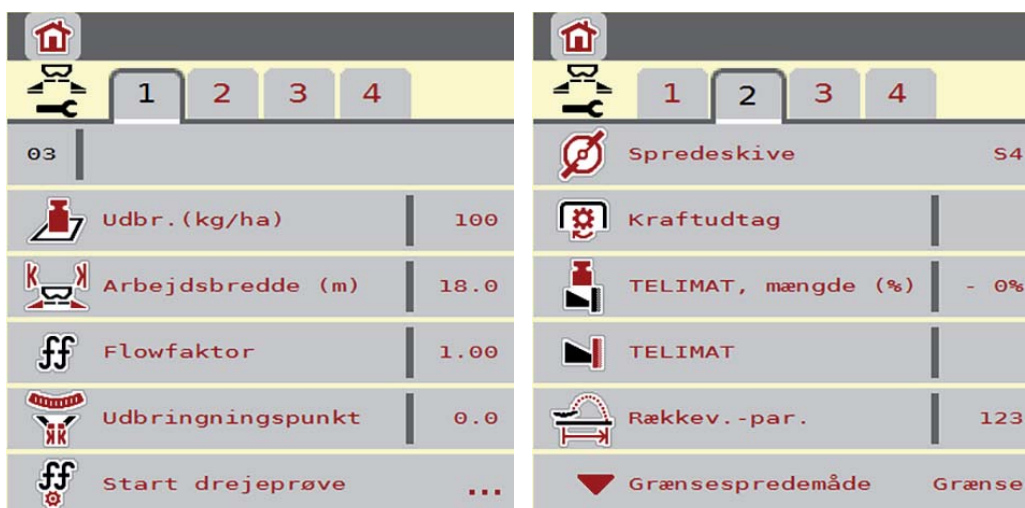 1 2 3 4
03
Udbr.(kg/ha) 100
Arbejdsbredde (m) 18.0
Flowfaktor 1.00
Udbringningspunkt 0.0
Start drejeprøve ...
1 2 3 4
Spredeskive S4
Kraftudtag
TELIMAT, mængde (%) - 0%
TELIMAT
Rækkev.-par. 123
Grænsespredemåde Grænse